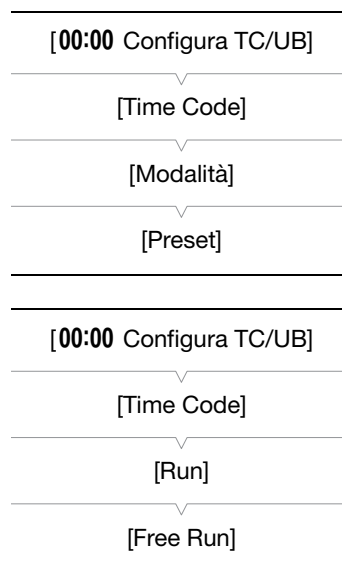 [00:00 Configura TC/UB]
[Time Code]
[Modalità]
[Preset]
[00:00 Configura TC/UB]
[Time Code]
[Run]
[Free Run]